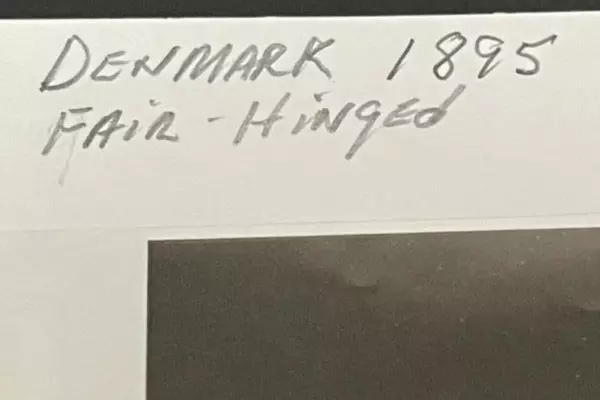 DENMARK 1895
FAiR - HiNGEd